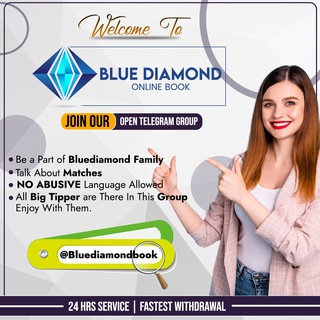 Welcome To
BLUE DIAMOND
ONLINE BOOK
JOIN OUR OPEN TELEGRAM GROUP
Be a Part of Bluediamond Family
Talk About Matches
NO ABUSIVE Language Allowed
All Big Tipper are There In This Group
Enjoy With Them.
@Bluediamondbook
24 HRS SERVICE | FASTEST WITHDRAWAL